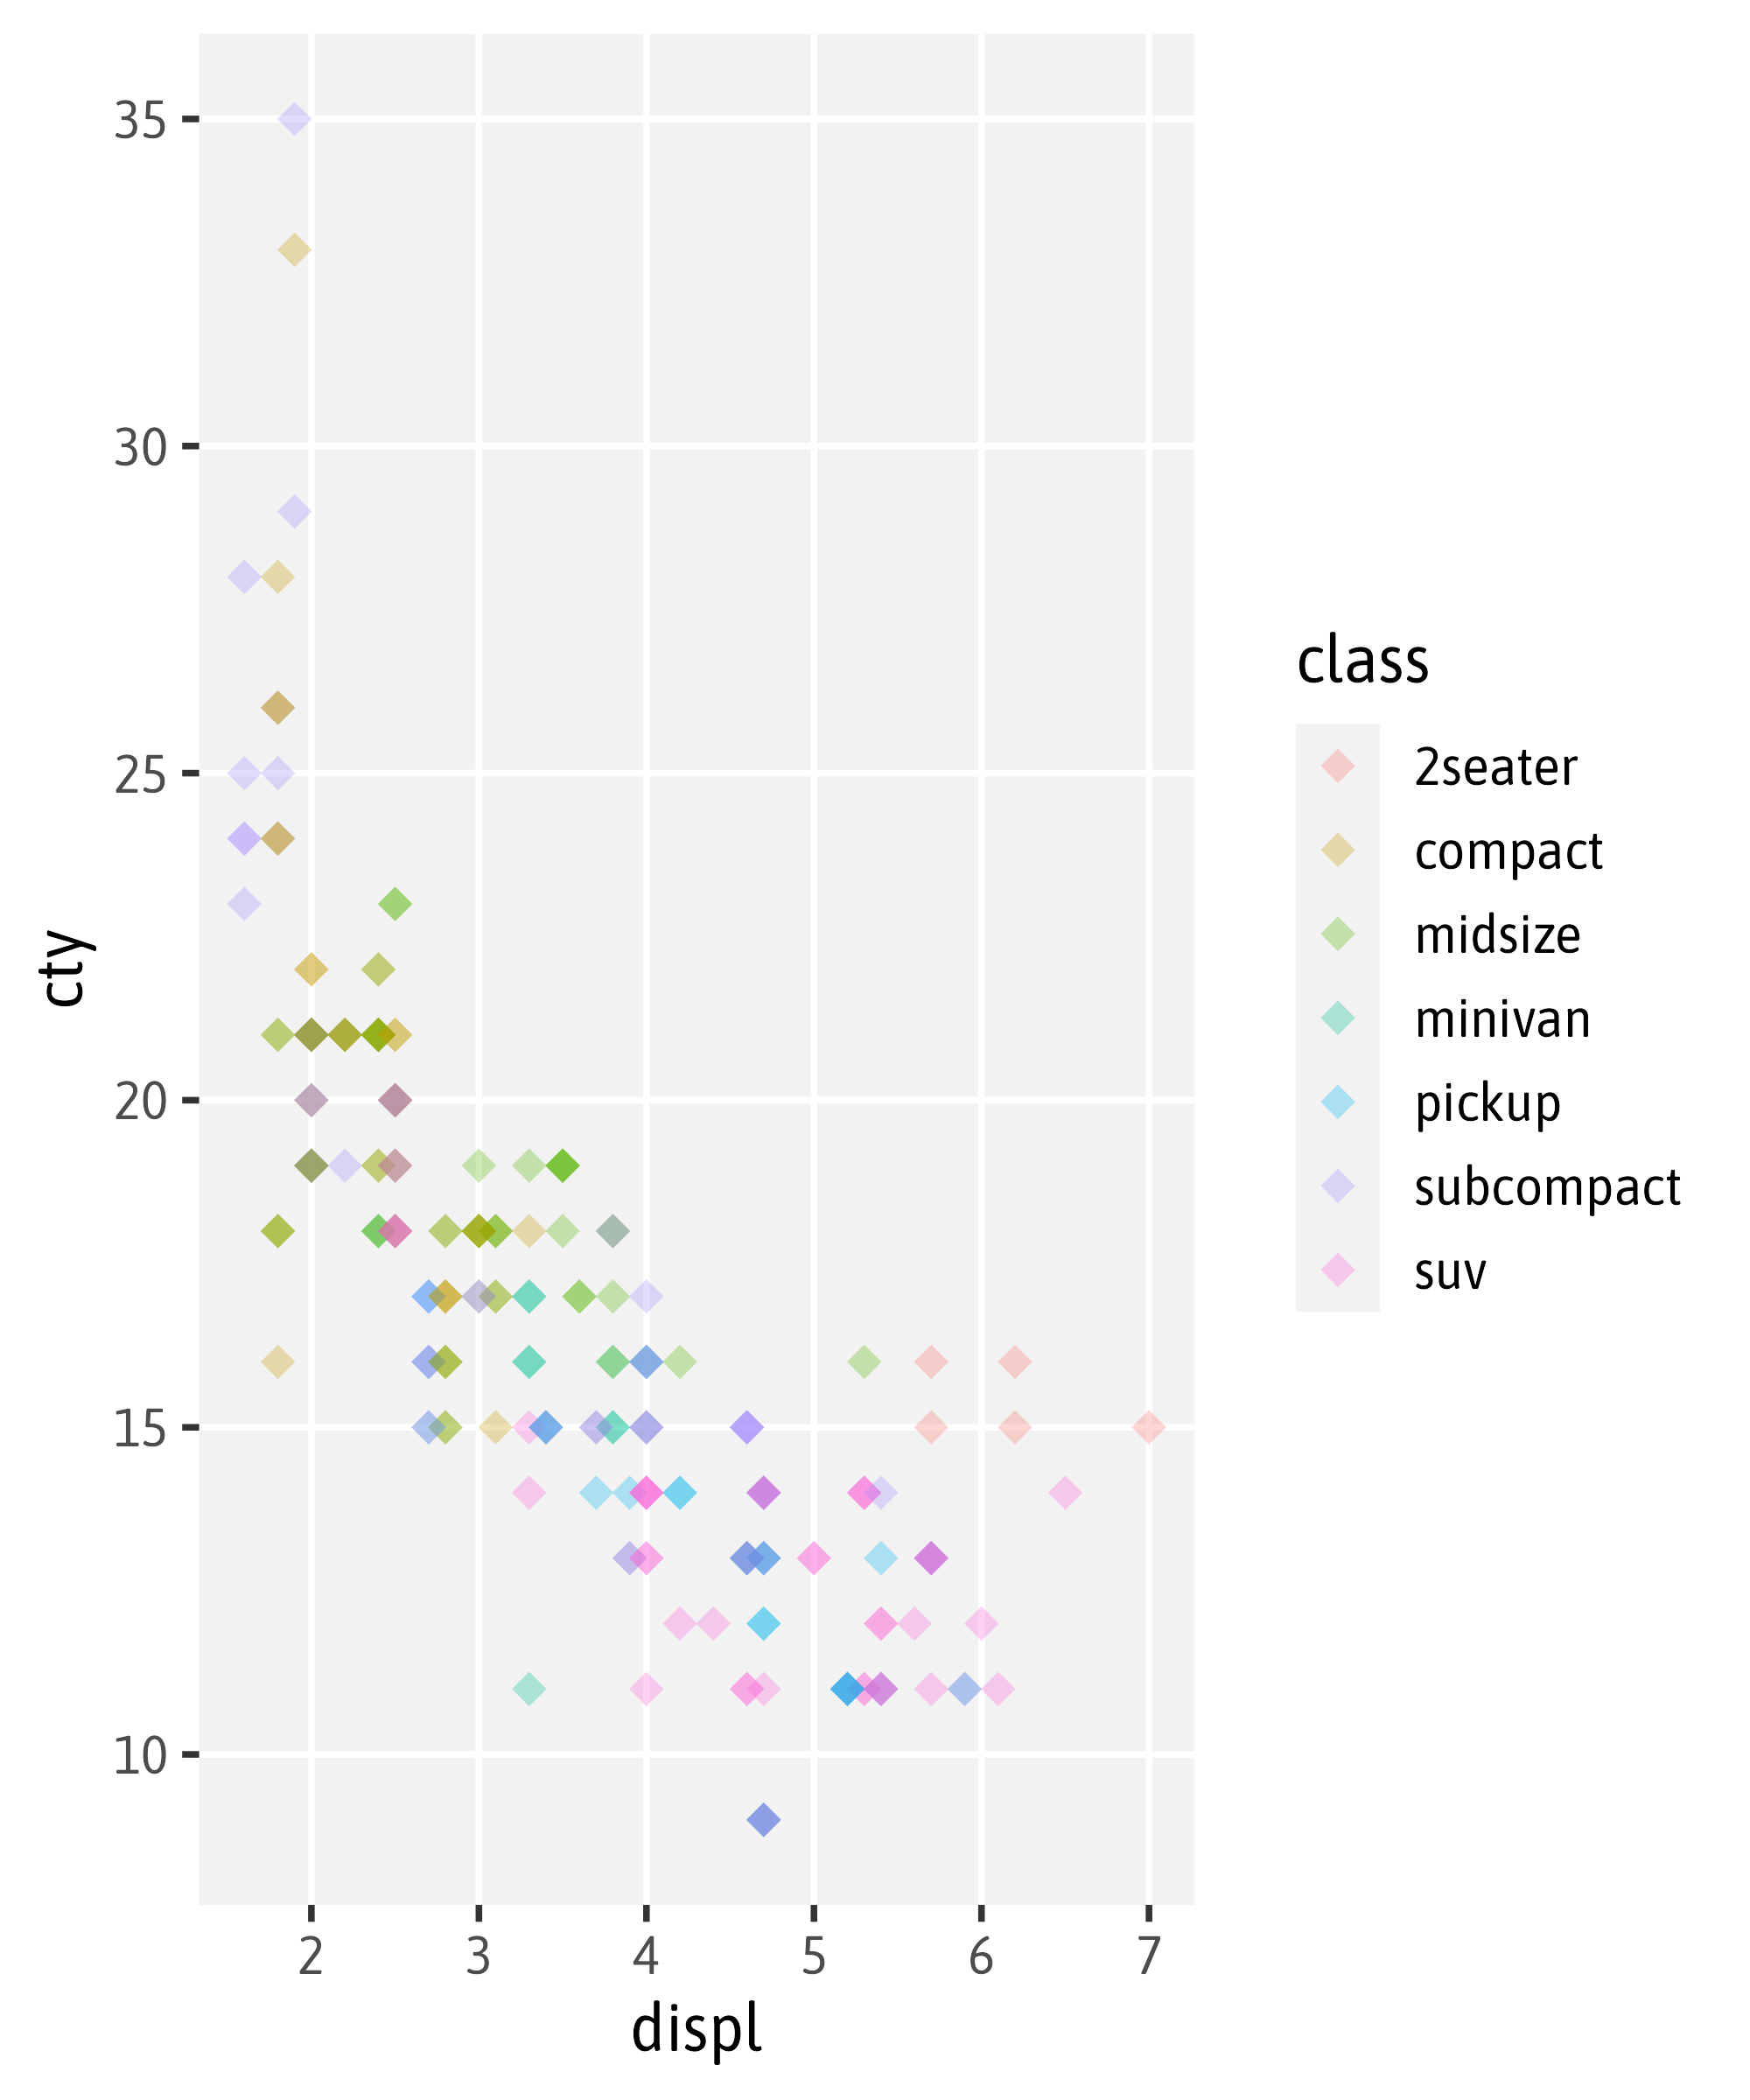 35
30
25
20
15
10
cty
2 3 4 5 6 7
displ
class
2seater
compact
midsize
minivan
pickup
subcompact
suv